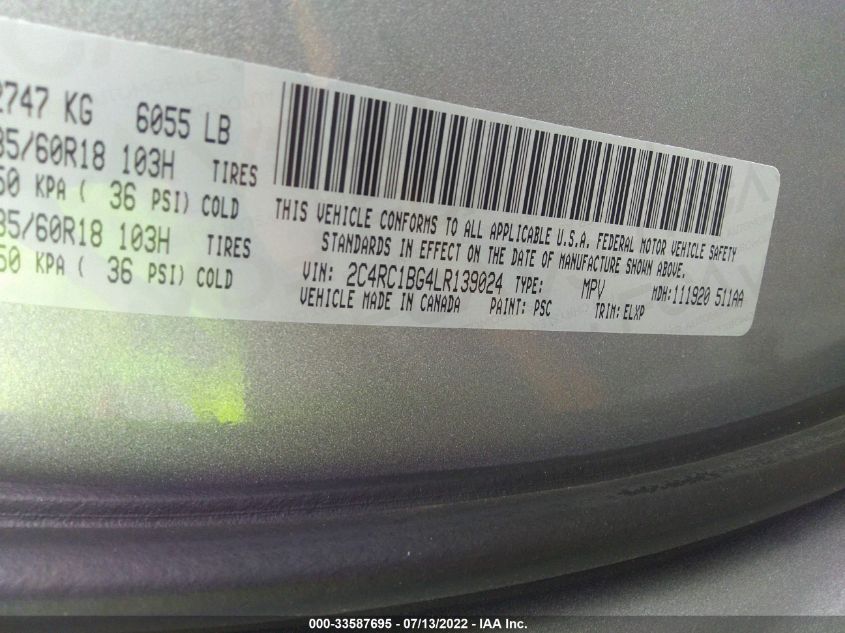 2747 KG 6055 LB
35/60R18 103H TIRES
50 KPA ( 36 PSI) COLD
35/60R18 103H TIRES
50 KPA ( 36 PSI) COLD
THIS VEHICLE CONFORMS TO ALL APPLICABLE U.S.A. FEDERAL MOTOR VEHICLE SAFETY
STANDARDS IN EFFECT ON THE DATE OF MANUFACTURE SHOWN ABOVE.
VIN: 2C4RC1BG4LR139024 TYPE: MPV MDH:111920 511AA
VEHICLE MADE IN CANADA PAINT: PSC TRIM:ELXP
000-33587695 - 07/13/2022 - IAA Inc.